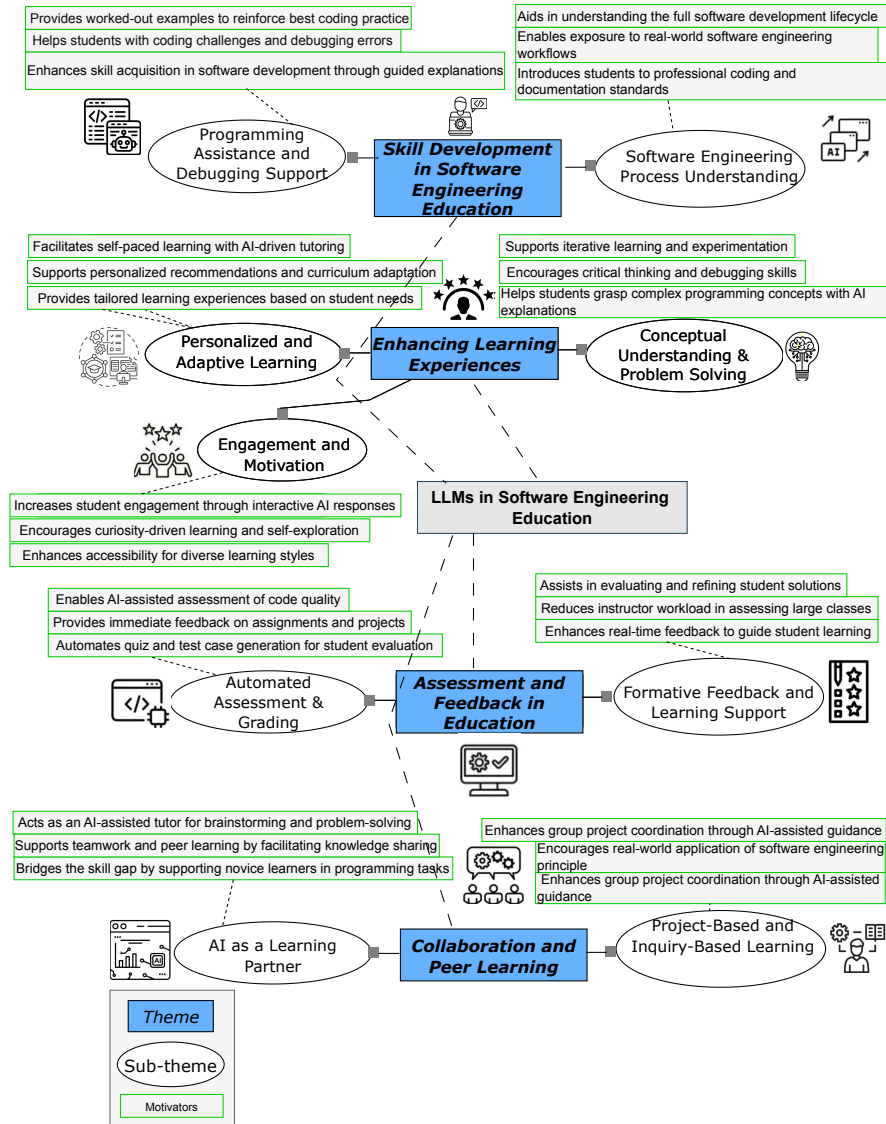 Provides worked-out examples to reinforce best coding practice
Helps students with coding challenges and debugging errors
Enhances skill acquisition in software development through guided explanations
Aids in understanding the full software development lifecycle
Enables exposure to real-world software engineering
workflows
Introduces students to professional coding and
documentation standards
Programming
Assistance and
Debugging Support
Skill Development
in Software
Engineering
Education
Software Engineering
Process Understanding
AI
Facilitates self-paced learning with AI-driven tutoring
Supports personalized recommendations and curriculum adaptation
Provides tailored learning experiences based on student needs
Supports iterative learning and experimentation
Encourages critical thinking and debugging skills
Helps students grasp complex programming concepts with AI
explanations
Personalized and
Adaptive Learning
Enhancing Learning
Experiences
Conceptual
Understanding &
Problem Solving
Engagement and
Motivation
Increases student engagement through interactive AI responses
Encourages curiosity-driven learning and self-exploration
Enhances accessibility for diverse learning styles
LLMs in Software Engineering
Education
Enables AI-assisted assessment of code quality
Provides immediate feedback on assignments and projects
Automates quiz and test case generation for student evaluation
Assists in evaluating and refining student solutions
Reduces instructor workload in assessing large classes
Enhances real-time feedback to guide student learning
Automated
Assessment &
Grading
Assessment and
Feedback in
Education
Formative Feedback and
Learning Support
Acts as an AI-assisted tutor for brainstorming and problem-solving
Supports teamwork and peer learning by facilitating knowledge sharing
Bridges the skill gap by supporting novice learners in programming tasks
Enhances group project coordination through AI-assisted guidance
Encourages real-world application of software engineering
principle
Enhances group project coordination through AI-assisted
guidance
AI as a Learning
Partner
AI
Collaboration and
Peer Learning
Project-Based and
Inquiry-Based Learning
Theme
Sub-theme
Motivators